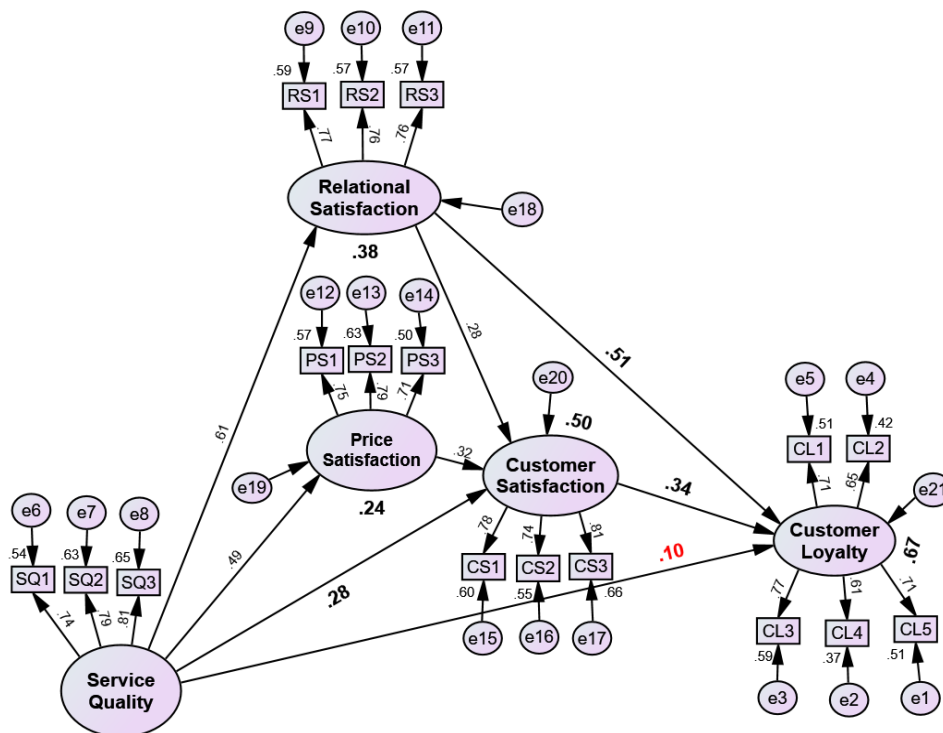 e9
e10
e11
.59
.57
.57
RS1
RS2
RS3
.77
.76
.76
Relational
Satisfaction
e18
.38
e12
e13
e14
.57
.63
.50
PS1
PS2
PS3
.75
.79
.71
.28
.51
.61
Price
Satisfaction
.32
e19
.24
.49
e20
.50
Customer
Satisfaction
.34
.28
.10
.78
.74
.81
CS1
CS2
CS3
.60
.55
.66
e15
e16
e17
e5
e4
.51
.42
CL1
CL2
.71
.65
e21
Customer
Loyalty
.67
.77
.61
.71
CL3
CL4
CL5
.59
.37
.51
e3
e2
e1
e6
e7
e8
.54
.63
.65
SQ1
SQ2
SQ3
.74
.79
.81
Service
Quality